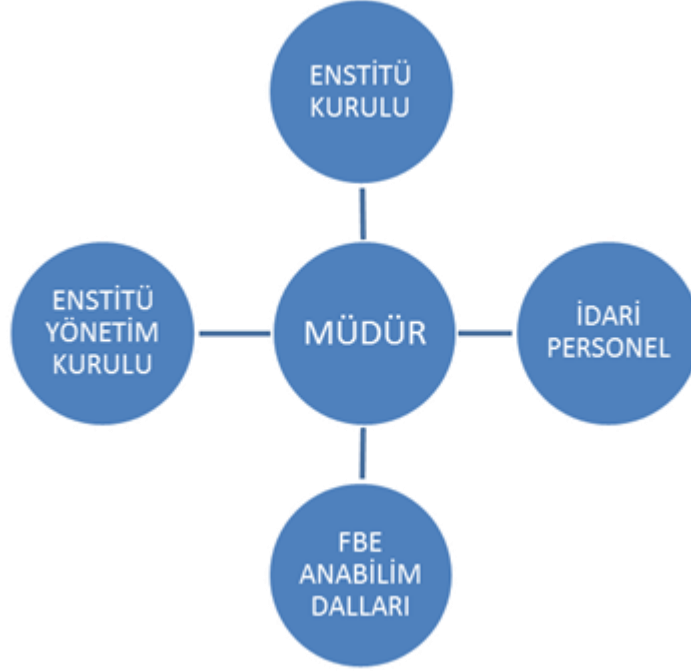 ENSTİTÜ
KURULU
ENSTİTÜ
YÖNETİM
KURULU
MÜDÜR
İDARİ
PERSONEL
FBE
ANABİLİM
DALLARI